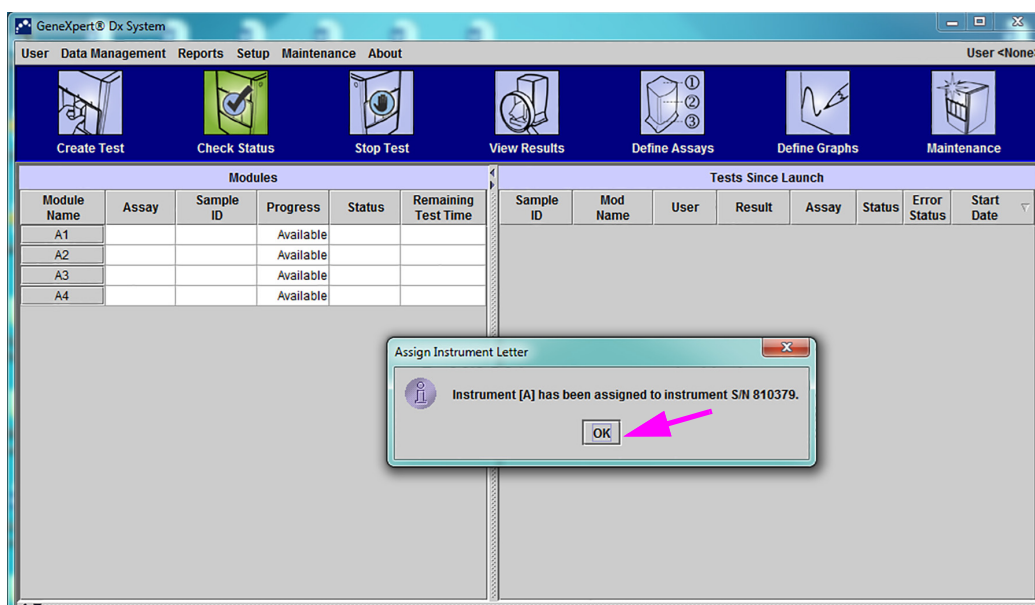 GeneXpert® Dx System
User Data Management Reports Setup Maintenance About User <None>
Create Test Check Status Stop Test View Results Define Assays Define Graphs Maintenance
Modules
Module Name Assay Sample ID Progress Status Remaining Test Time
A1 Available
A2 Available
A3 Available
A4 Available
Tests Since Launch
Sample ID Mod Name User Result Assay Status Error Status Start Date
Assign Instrument Letter
Instrument [A] has been assigned to instrument S/N 810379.
OK